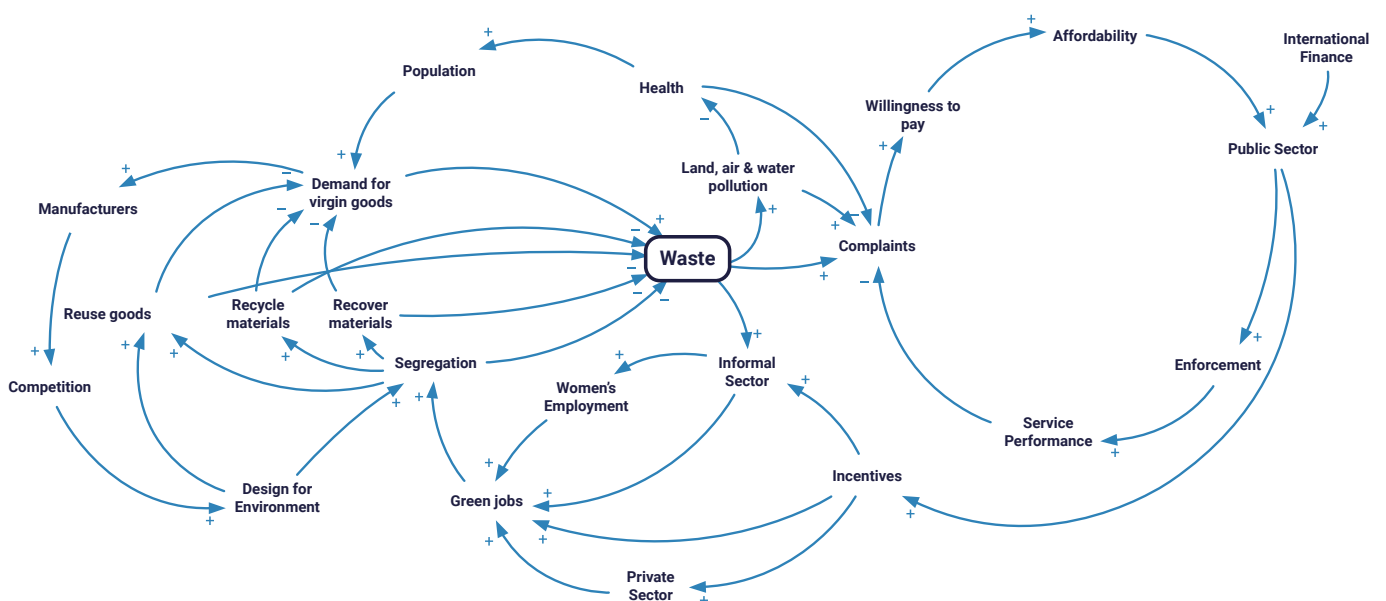 Affordability
International
Finance
Population
Health
Willingness to
pay
Public Sector
Land, air & water
pollution
Demand for
virgin goods
Manufacturers
Complaints
Waste
Reuse goods
Recycle
materials
Recover
materials
Segregation
Informal
Sector
Enforcement
Competition
Women's
Employment
Service
Performance
Incentives
Design for
Environment
Green jobs
Private
Sector